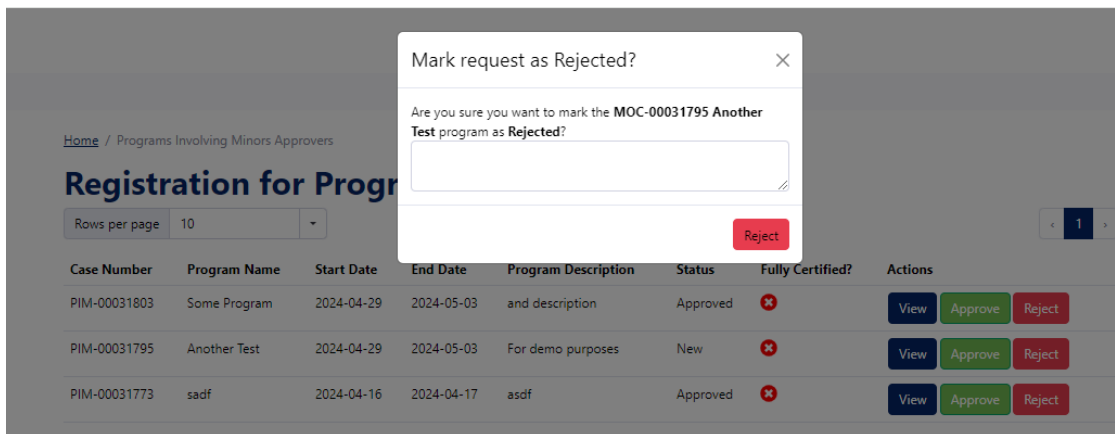 Mark request as Rejected?
Are you sure you want to mark the MOC-00031795 Another
Test program as Rejected?
Reject
Home / Programs Involving Minors Approvers
Registration for Progr
Rows per page 10
‹ 1 ›
Case Number Program Name Start Date End Date Program Description Status Fully Certified? Actions
PIM-00031803 Some Program 2024-04-29 2024-05-03 and description Approved View Approve Reject
PIM-00031795 Another Test 2024-04-29 2024-05-03 For demo purposes New View Approve Reject
PIM-00031773 sadf 2024-04-16 2024-04-17 asdf Approved View Approve Reject